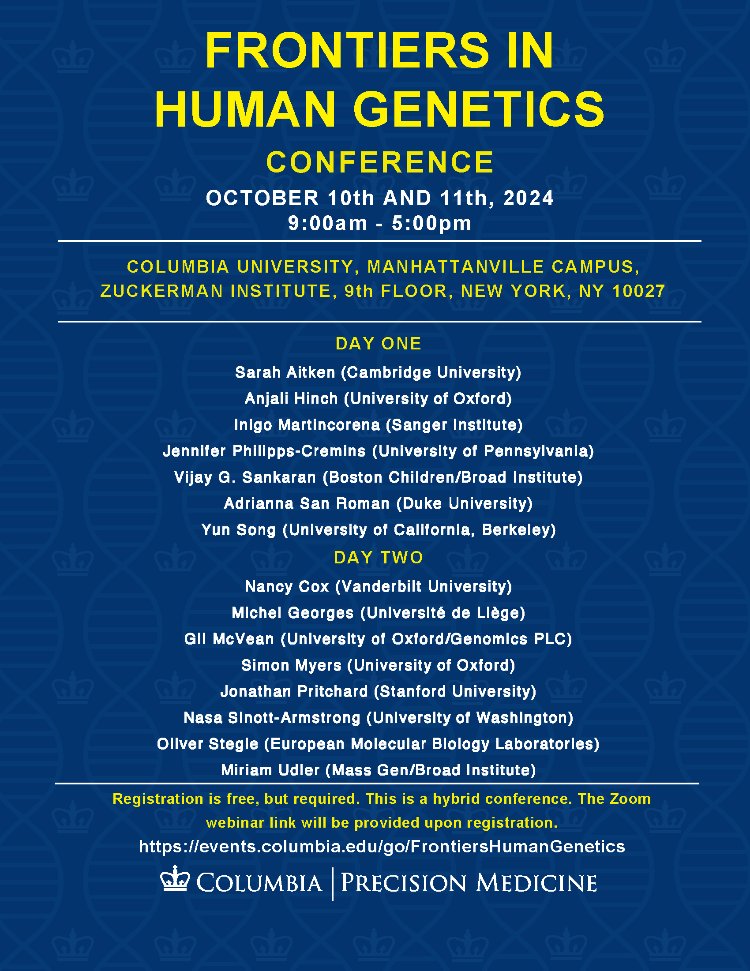 FRONTIERS IN
HUMAN GENETICS
CONFERENCE
OCTOBER 10th AND 11th, 2024
9:00am - 5:00pm
COLUMBIA UNIVERSITY, MANHATTANVILLE CAMPUS,
ZUCKERMAN INSTITUTE, 9th FLOOR, NEW YORK, NY 10027
DAY ONE
Sarah Aitken (Cambridge University)
Anjali Hinch (University of Oxford)
Inigo Martincorena (Sanger Institute)
Jennifer Philipps-Cremins (University of Pennsylvania)
Vijay G. Sankaran (Boston Children/Broad Institute)
Adrianna San Roman (Duke University)
Yun Song (University of California, Berkeley)
DAY TWO
Nancy Cox (Vanderbilt University)
Michel Georges (Université de Liège)
Gil McVean (University of Oxford/Genomics PLC)
Simon Myers (University of Oxford)
Jonathan Pritchard (Stanford University)
Nasa Sinott-Armstrong (University of Washington)
Oliver Stegle (European Molecular Biology Laboratories)
Miriam Udler (Mass Gen/Broad Institute)
Registration is free, but required. This is a hybrid conference. The Zoom
webinar link will be provided upon registration.
https://events.columbia.edu/go/FrontiersHumanGenetics
COLUMBIA | PRECISION MEDICINE